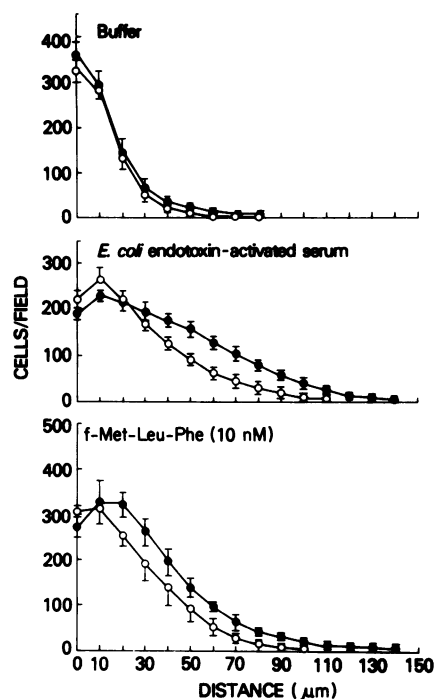 Buffer
400
300
200
100
0
E. coli endotoxin-activated serum
300
200
100
0
CELLS/FIELD
f-Met-Leu-Phe (10 nM)
500
400
300
200
100
0
0 10 30 50 70 90 110 130 150
DISTANCE (μm)